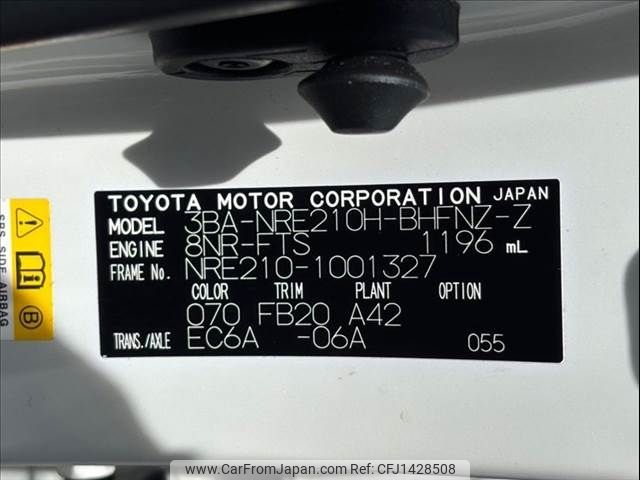 TOYOTA MOTOR CORPORATION JAPAN
MODEL 3BA-NRE210H-BHFNZ-Z
ENGINE 8NR-FTS 1196 mL
FRAME No. NRE210-1001327
COLOR TRIM PLANT OPTION
070 FB20 A42
TRANS./AXLE EC6A -06A 055
SRS SIDE AIRBAG
B
www.CarFromJapan.com Ref:CFJ1428508